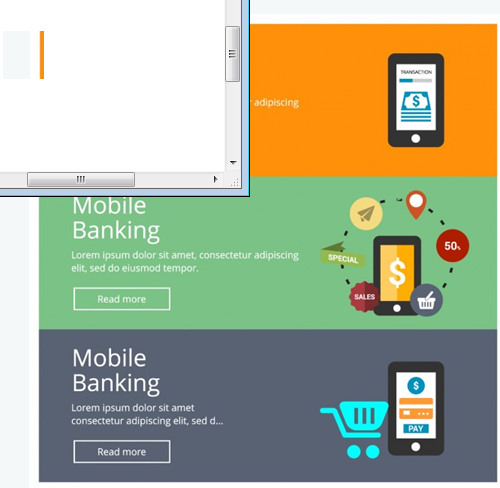 TRANSACTION
$
adipiscing
Mobile
Banking
Lorem ipsum dolor sit amet, consectetur adipiscing
elit, sed do eiusmod tempor.
Read more
50%
SPECIAL
$
SALES
Mobile
Banking
Lorem ipsum dolor sit amet
consectetur adipiscing elit, sed d...
Read more
$
PAY